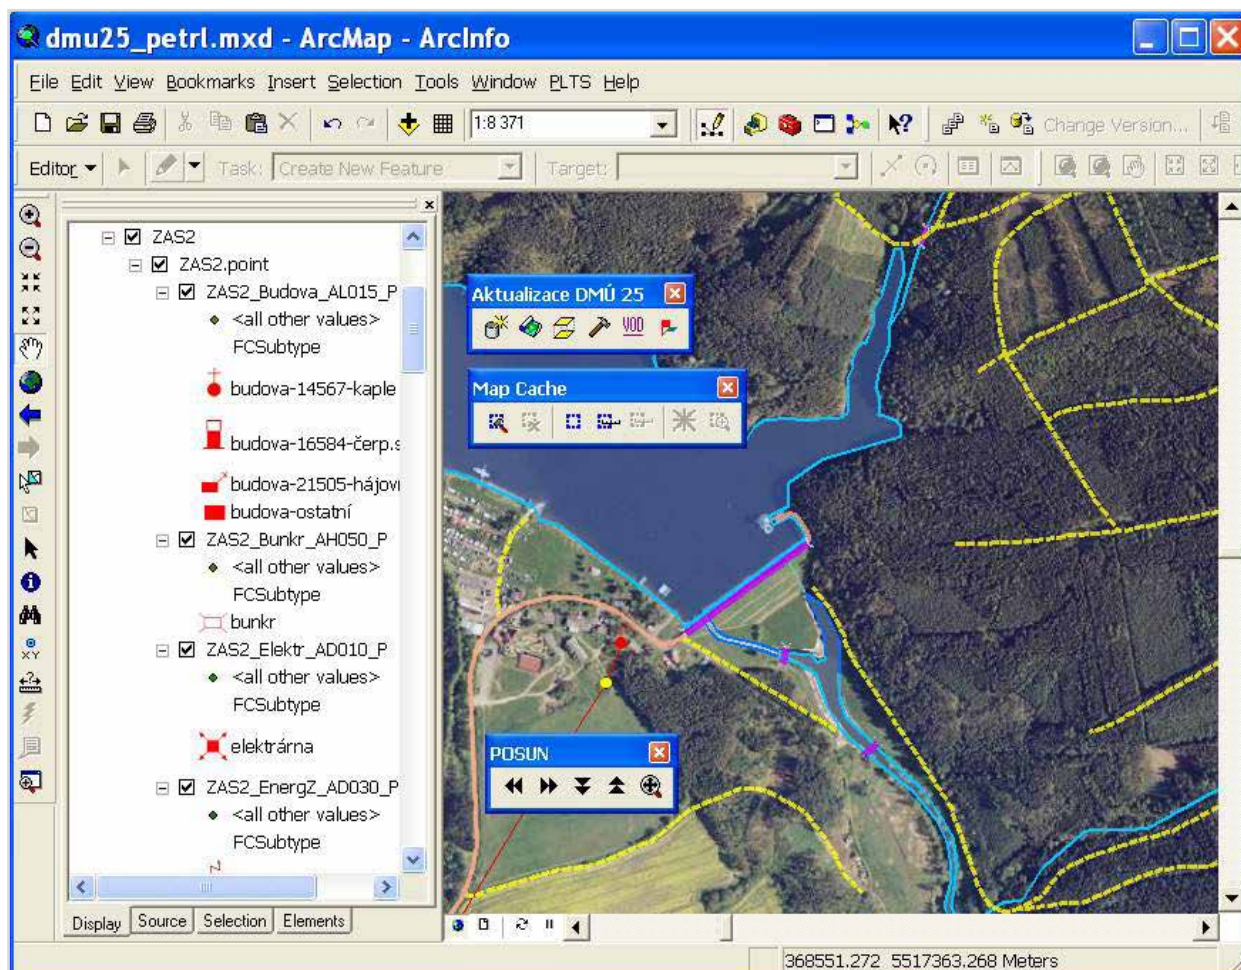 dmu25_petrl.mxd - ArcMap - ArcInfo
File Edit View Bookmarks Insert Selection Tools Window PLTS Help
1:8 371
Change Version...
Editor
Task: Create New Feature
Target:
ZAS2
ZAS2.point
ZAS2_Budova_AL015_P
<all other values>
FCSubtype
budova-14567-kaple
budova-16584-čerp.s
budova-21505-hájov
budova-ostatní
ZAS2_Bunkr_AH050_P
<all other values>
FCSubtype
bunkr
ZAS2_Elektr_AD010_P
<all other values>
FCSubtype
elektrárna
ZAS2_EnergZ_AD030_P
<all other values>
FCSubtype
Display Source Selection Elements
Aktualizace DMÚ 25
VOD
Map Cache
POSUN
368551.272 5517363.268 Meters